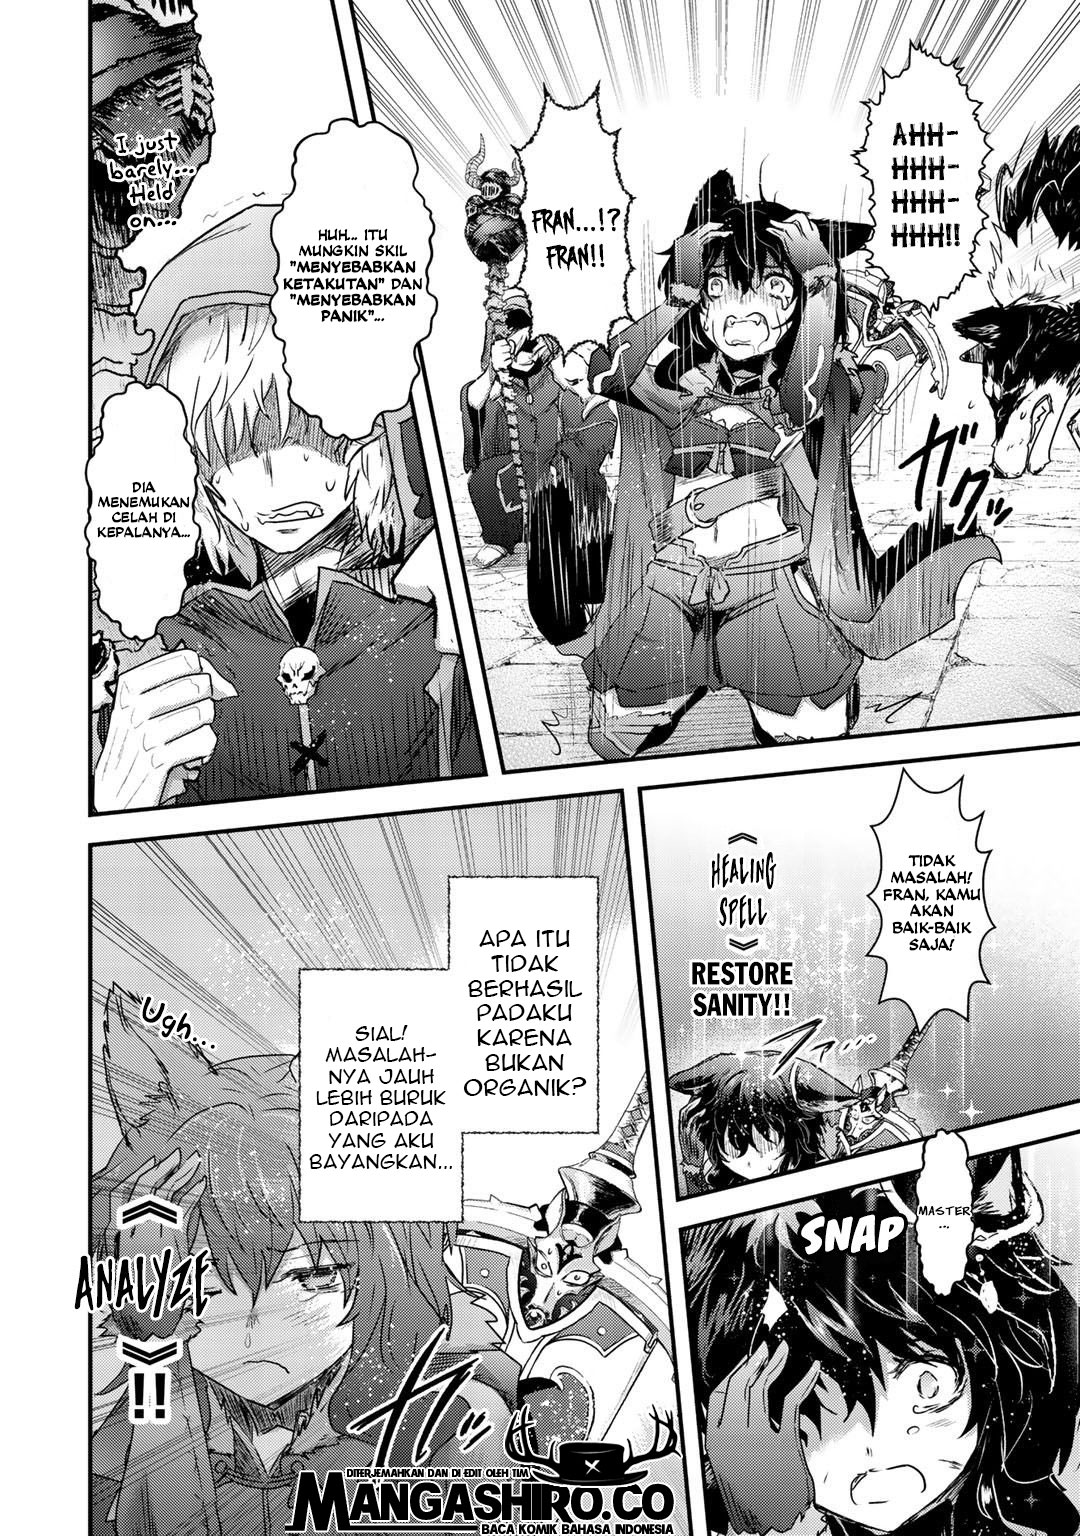 AHH-
HHH-
HHH-
HHH!!
FRAN...!?
FRAN!!
ガクッ
HUH... ITU
MUNGKIN SKIL
"MENYEBABKAN
KETAKUTAN" DAN
"MENYEBABKAN
PANIK"...
I just
barely...
Held
on...
DIA
MENEMUKAN
CELAH DI
KEPALANYA...
TIDAK
MASALAH!
FRAN, KAMU
AKAN
BAIK-BAIK
SAJA!
《HEALING
SPELL》
RESTORE
SANITY!!
MASTER
...
SNAP
APA ITU
TIDAK
BERHASIL
PADAKU
KARENA
BUKAN
ORGANIK?
SIAL!
MASALAH-
NYA JAUH
LEBIH BURUK
DARIPADA
YANG AKU
BAYANGKAN...
Ugh...
《ANALYZE》!!
DITERJEMAHKAN DAN DI EDIT OLEH TIM
MANGASHIRO.CO
BACA KOMIK BAHASA INDONESIA